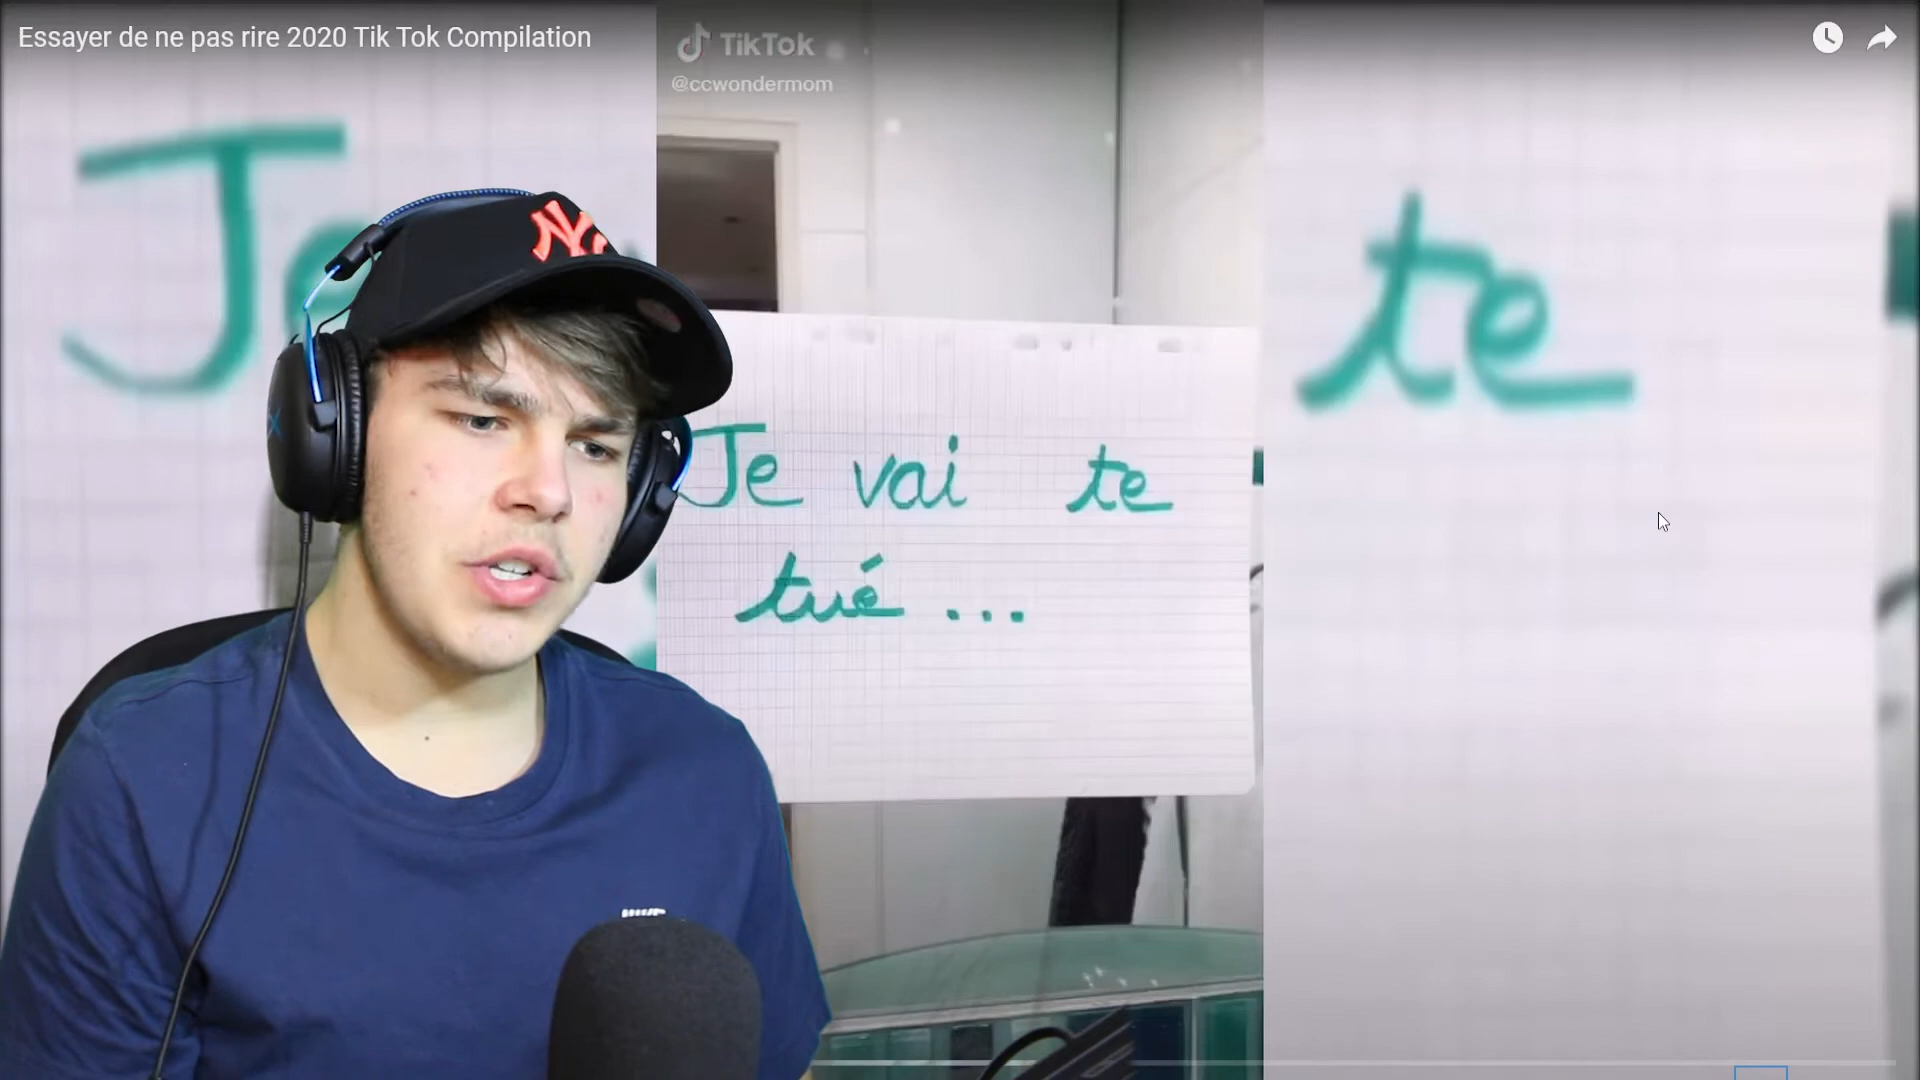 Essayer de ne pas rire 2020 Tik Tok Compilation
TikTok
@ccwondermom
Je
te
NY
Je vai te
tué ...